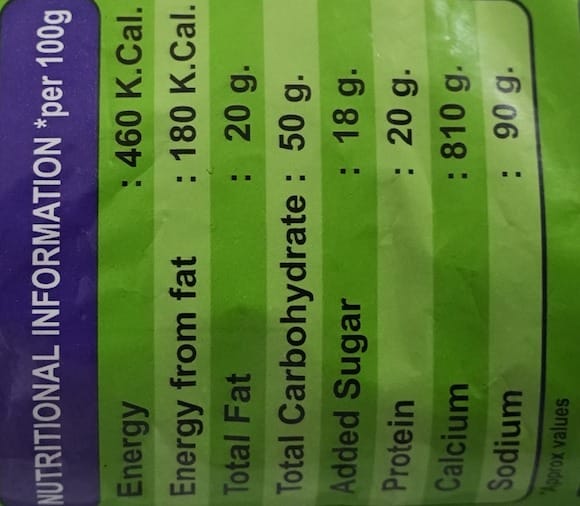 NUTRITIONAL INFORMATION *per 100g
Energy : 460 K.Cal.
Energy from fat : 180 K.Cal.
Total Fat : 20 g.
Total Carbohydrate : 50 g.
Added Sugar : 18 g.
Protein : 20 g.
Calcium : 810 g.
Sodium : 90 g.
*Approx values